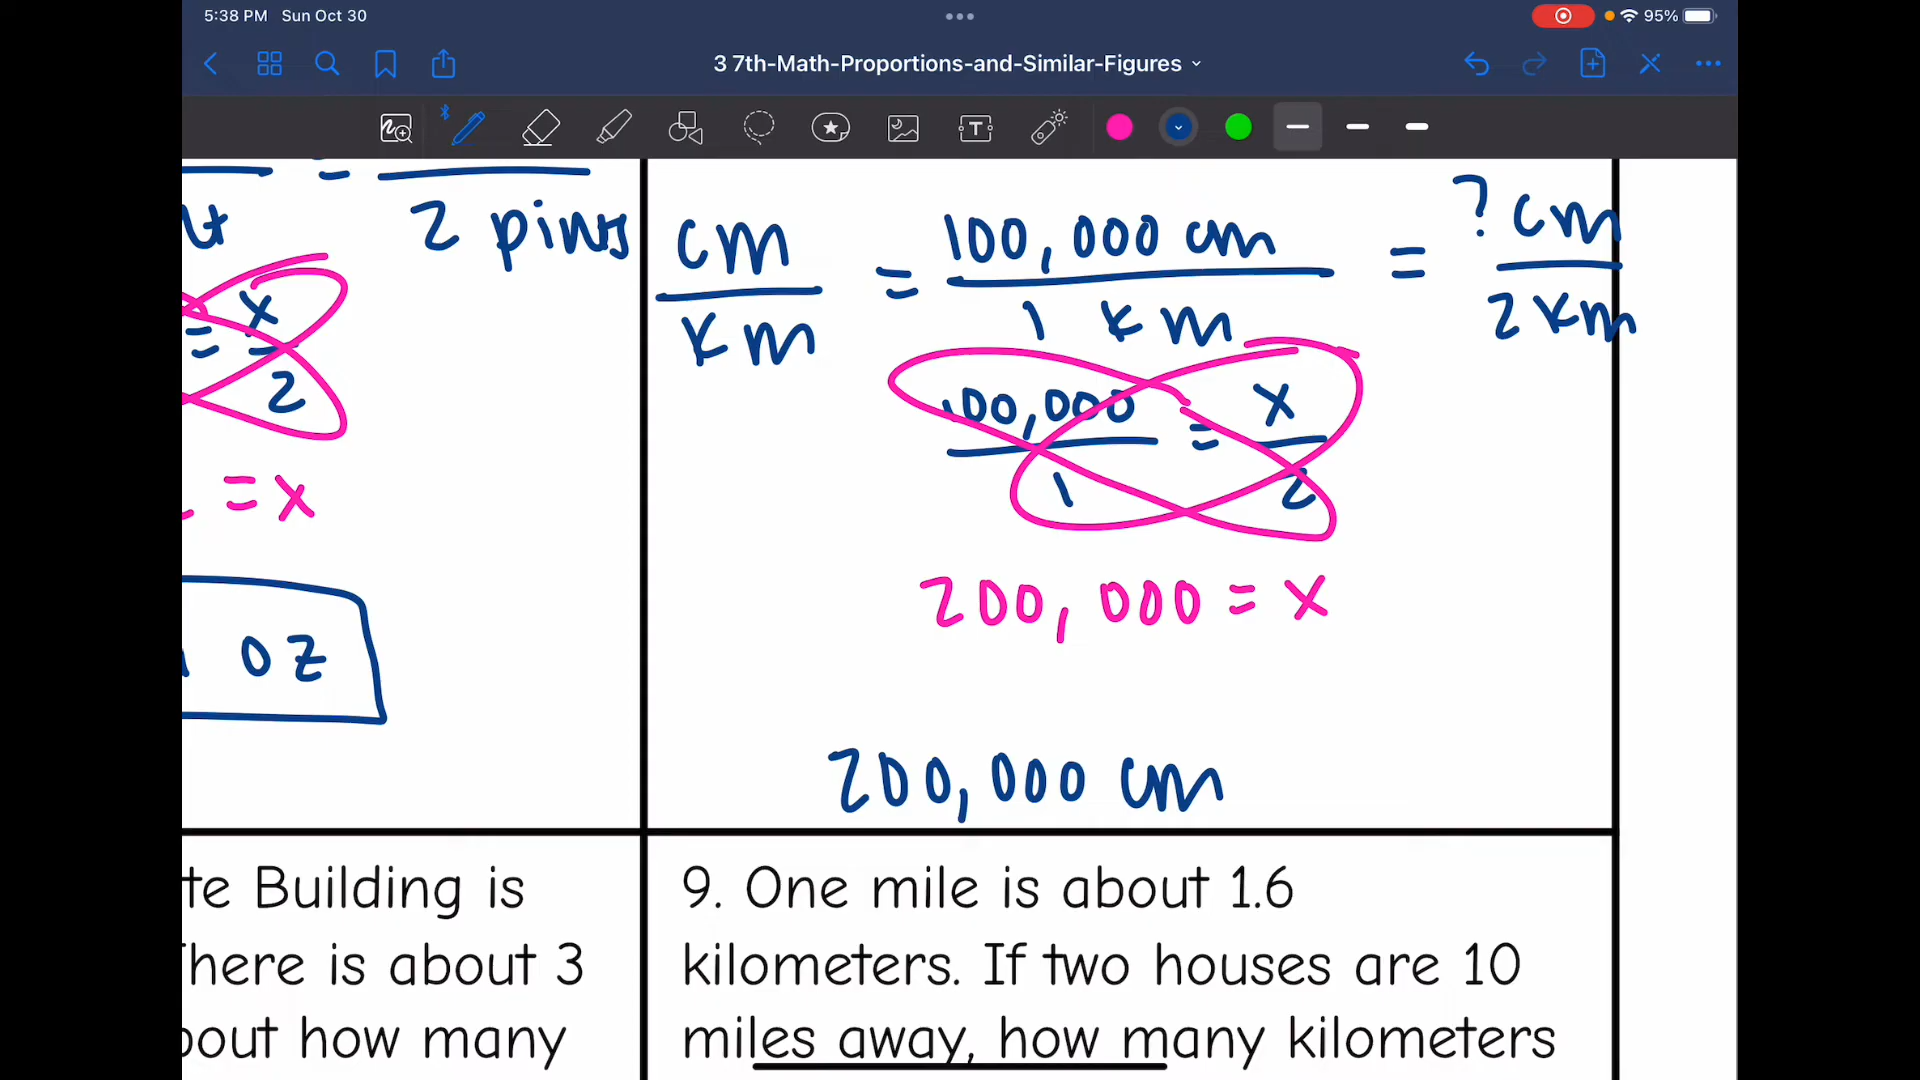 5:38 PM Sun Oct 30
95%
3 7th-Math-Proportions-and-Similar-Figures
=
2 pints
= x
2
= x
oz
cm = 100,000 cm = ? cm
km 1 km 2 km
100,000 = x
1 2
200,000 = x
200,000 cm
te Building is
here is about 3
bout how many
9. One mile is about 1.6
kilometers. If two houses are 10
miles away, how many kilometers